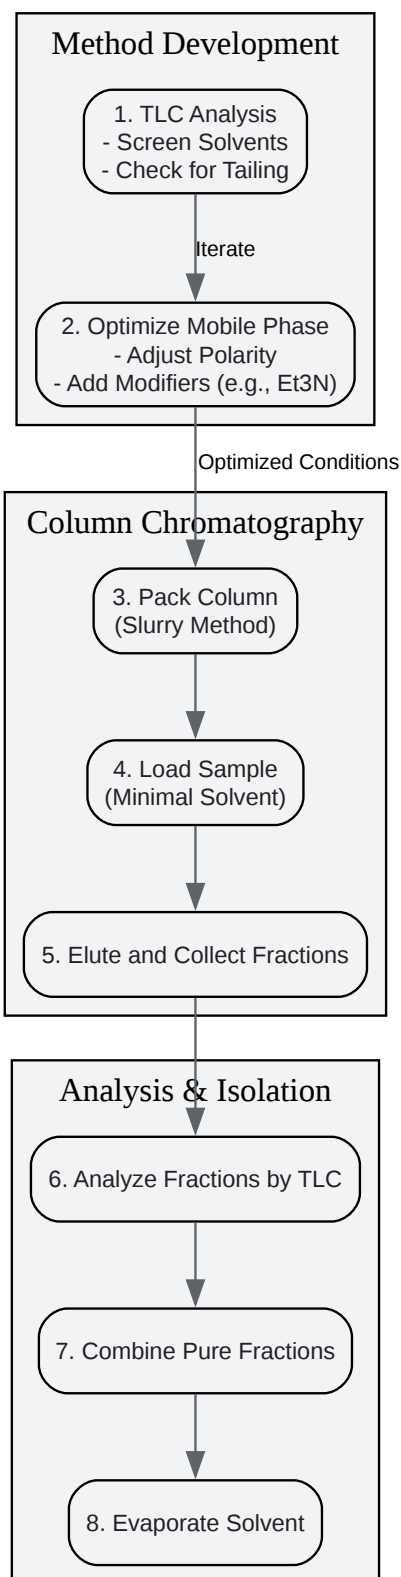 Method Development
1. TLC Analysis
- Screen Solvents
- Check for Tailing
Iterate
2. Optimize Mobile Phase
- Adjust Polarity
- Add Modifiers (e.g., Et3N)
Optimized Conditions
Column Chromatography
3. Pack Column
(Slurry Method)
4. Load Sample
(Minimal Solvent)
5. Elute and Collect Fractions
Analysis & Isolation
6. Analyze Fractions by TLC
7. Combine Pure Fractions
8. Evaporate Solvent